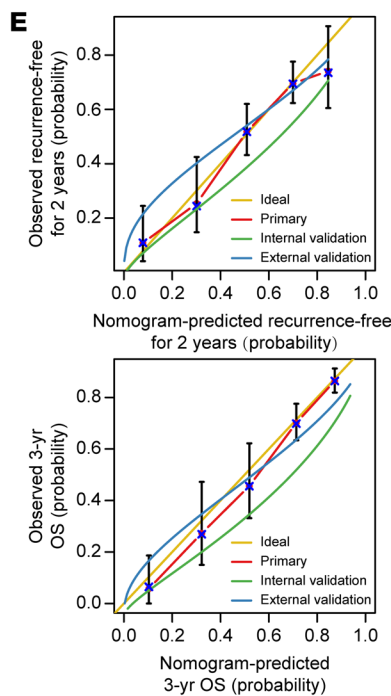 E
Observed recurrence-free
for 2 years (probability)
0.8
0.6
0.4
0.2
Ideal
Primary
Internal validation
External validation
0.0 0.2 0.4 0.6 0.8 1.0
Nomogram-predicted recurrence-free
for 2 years (probability)
Observed 3-yr
OS (probability)
0.8
0.6
0.4
0.2
0.0
Ideal
Primary
Internal validation
External validation
0.0 0.2 0.4 0.6 0.8 1.0
Nomogram-predicted
3-yr OS (probability)